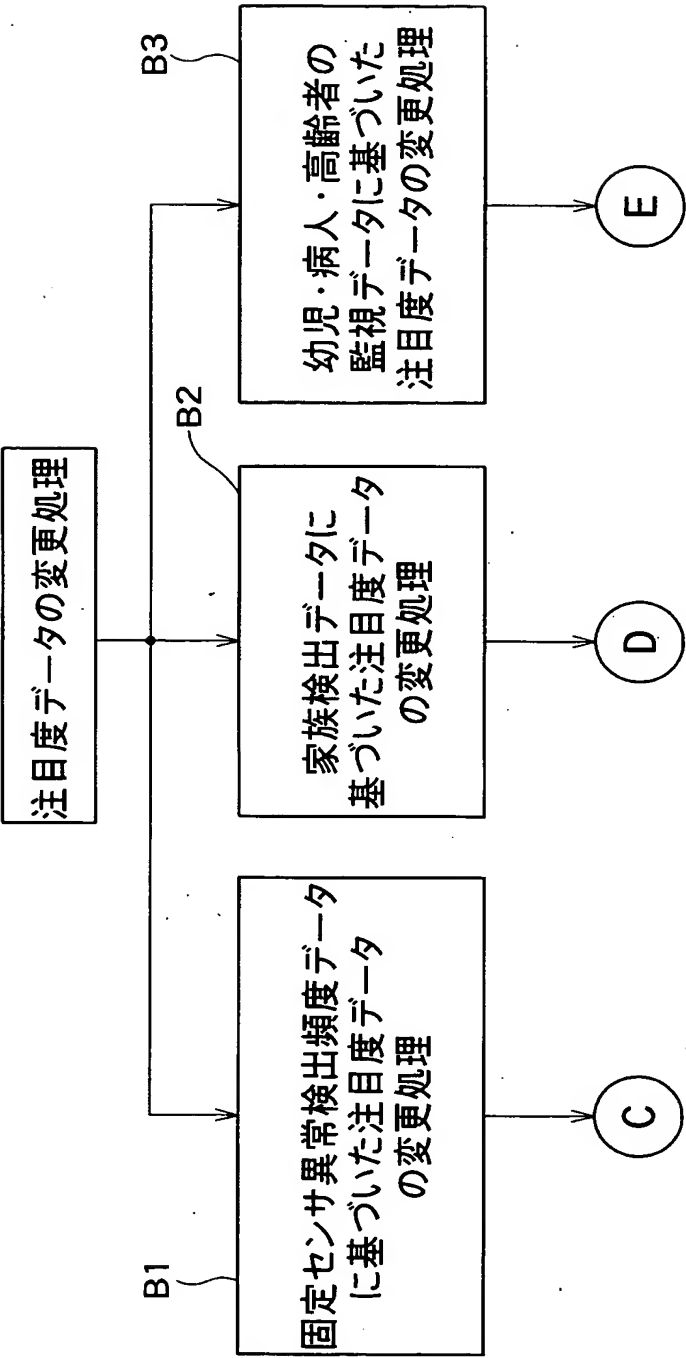 注目度データの変更処理
B1
固定センサ異常検出頻度データ
に基づいた注目度データ
の変更処理
C
B2
家族検出データに
基づいた注目度データ
の変更処理
D
B3
幼児・病人・高齢者の
監視データに基づいた
注目度データの変更処理
E